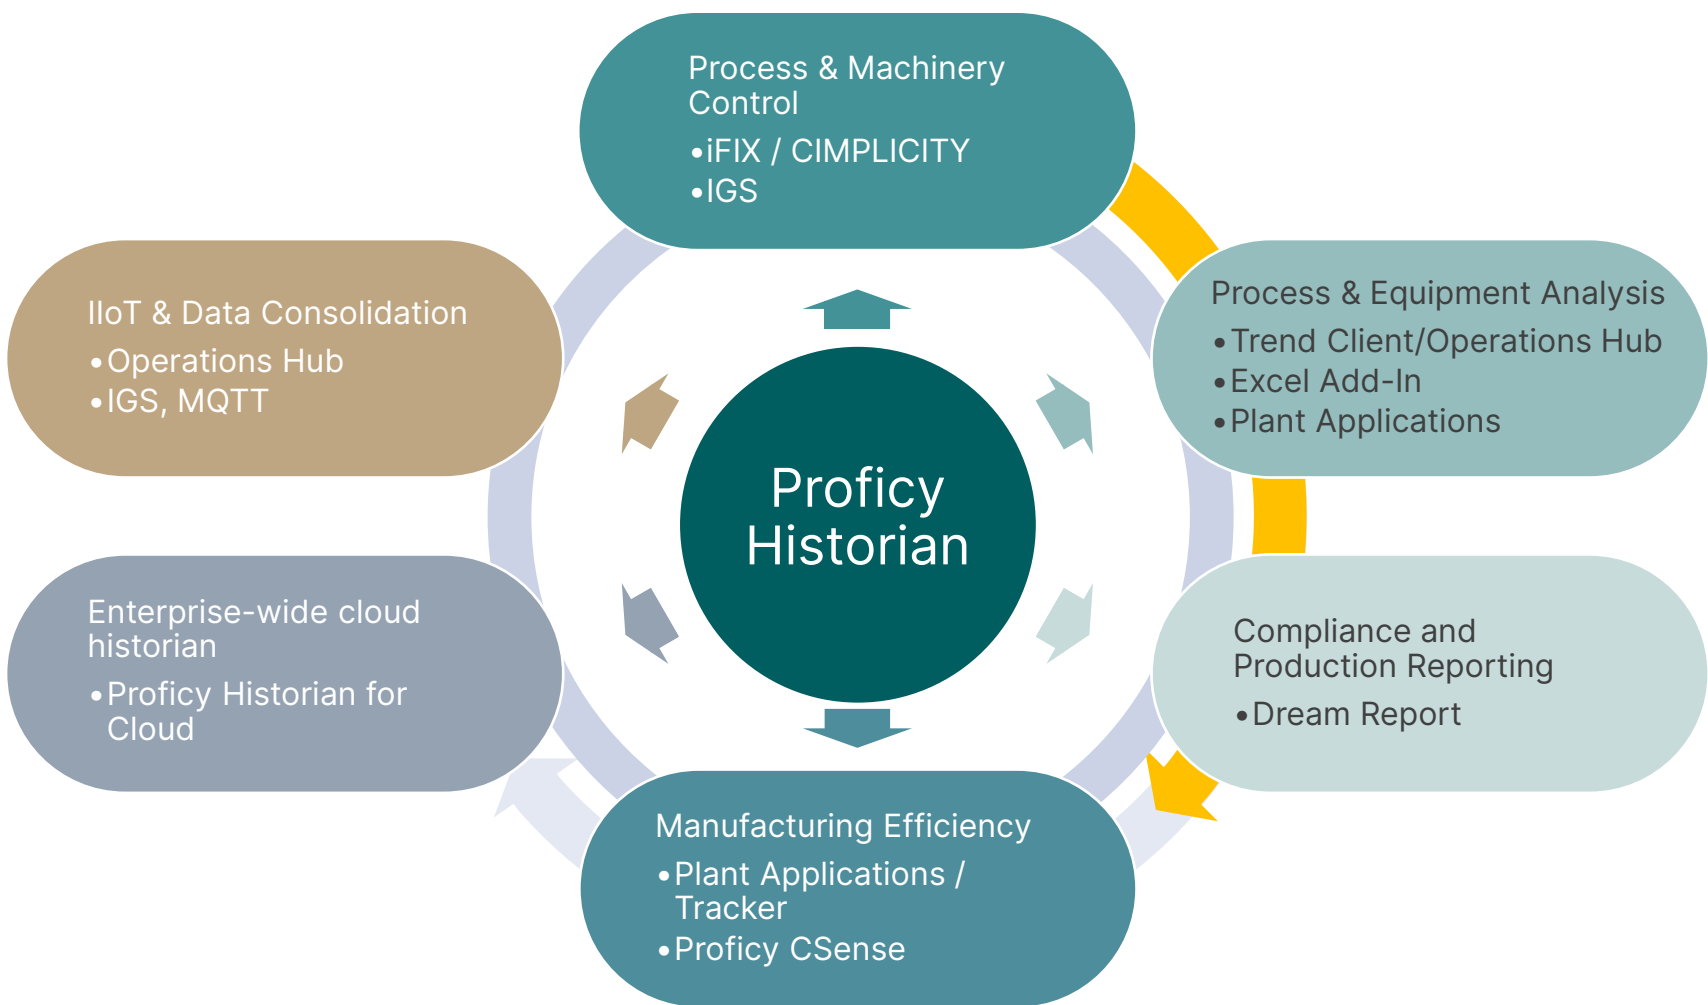 Process & Machinery
Control
•iFIX / CIMPLICITY
•IGS
Process & Equipment Analysis
•Trend Client/Operations Hub
•Excel Add-In
•Plant Applications
Compliance and
Production Reporting
•Dream Report
Manufacturing Efficiency
•Plant Applications /
Tracker
•Proficy CSense
Enterprise-wide cloud
historian
•Proficy Historian for
Cloud
IIoT & Data Consolidation
•Operations Hub
•IGS, MQTT
Proficy
Historian